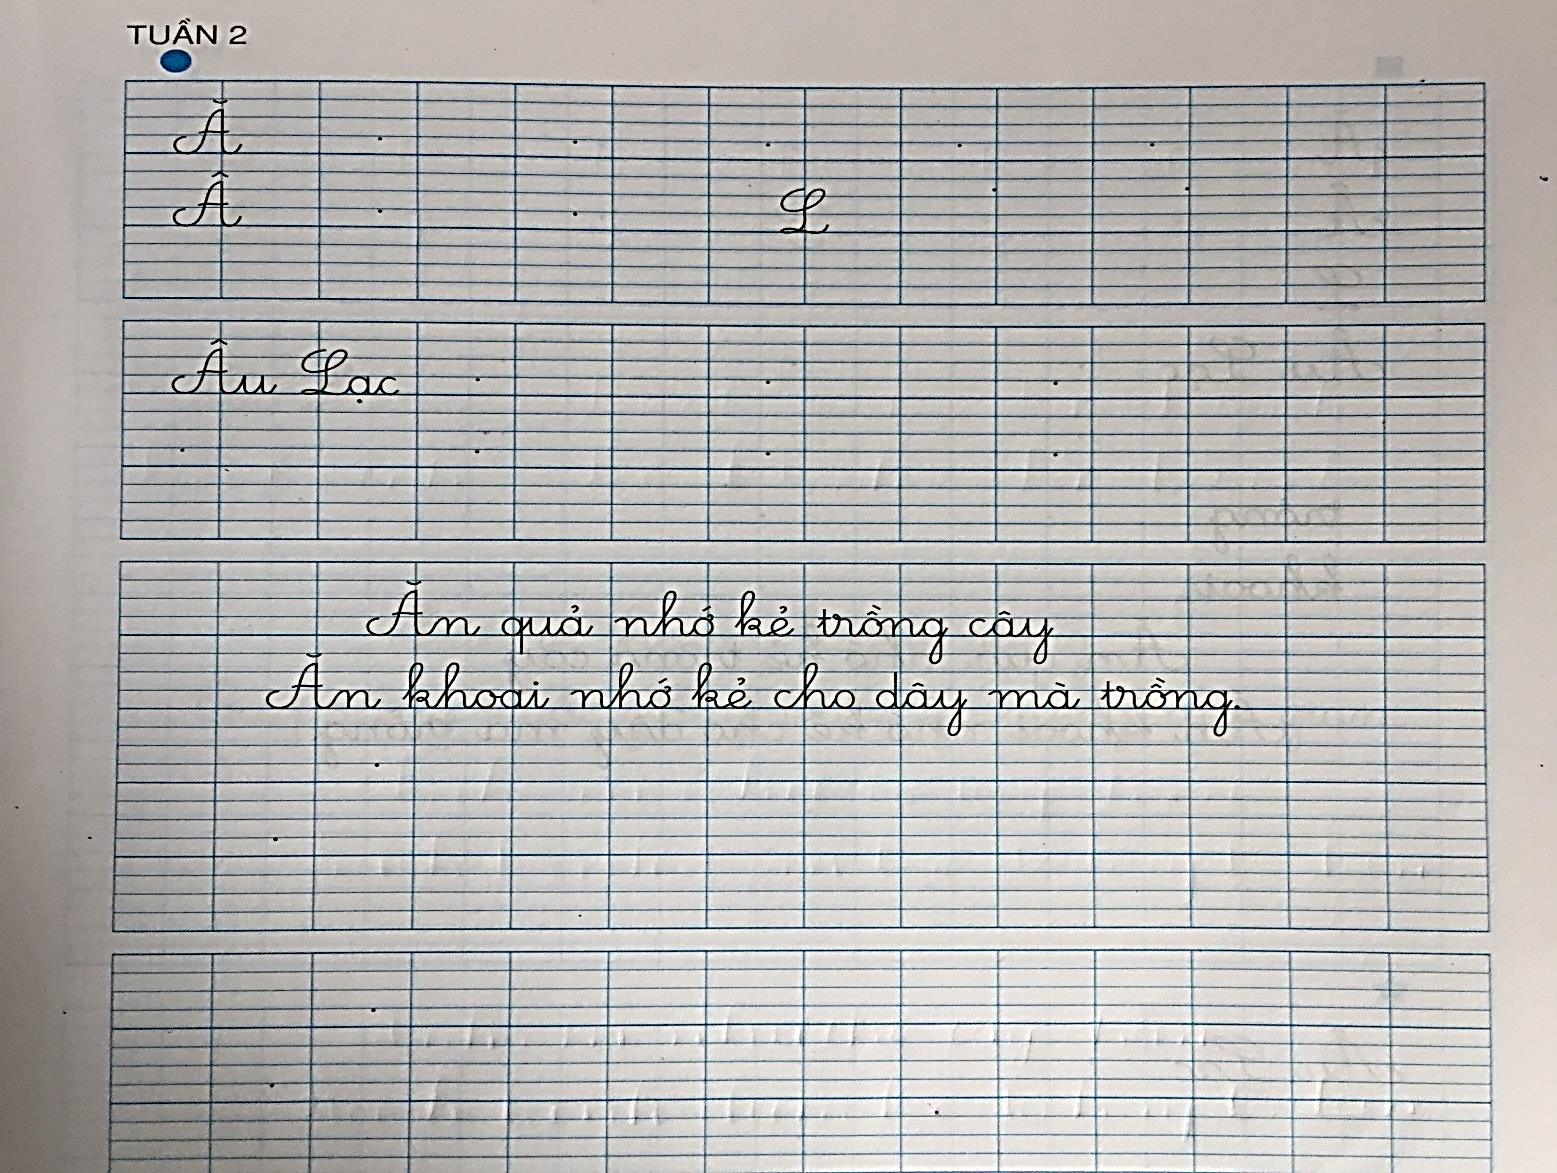 TUẦN 2
Ă
Â L
Âu Lạc
Ăn quả nhớ kẻ trồng cây
Ăn khoai nhớ kẻ cho dây mà trồng.